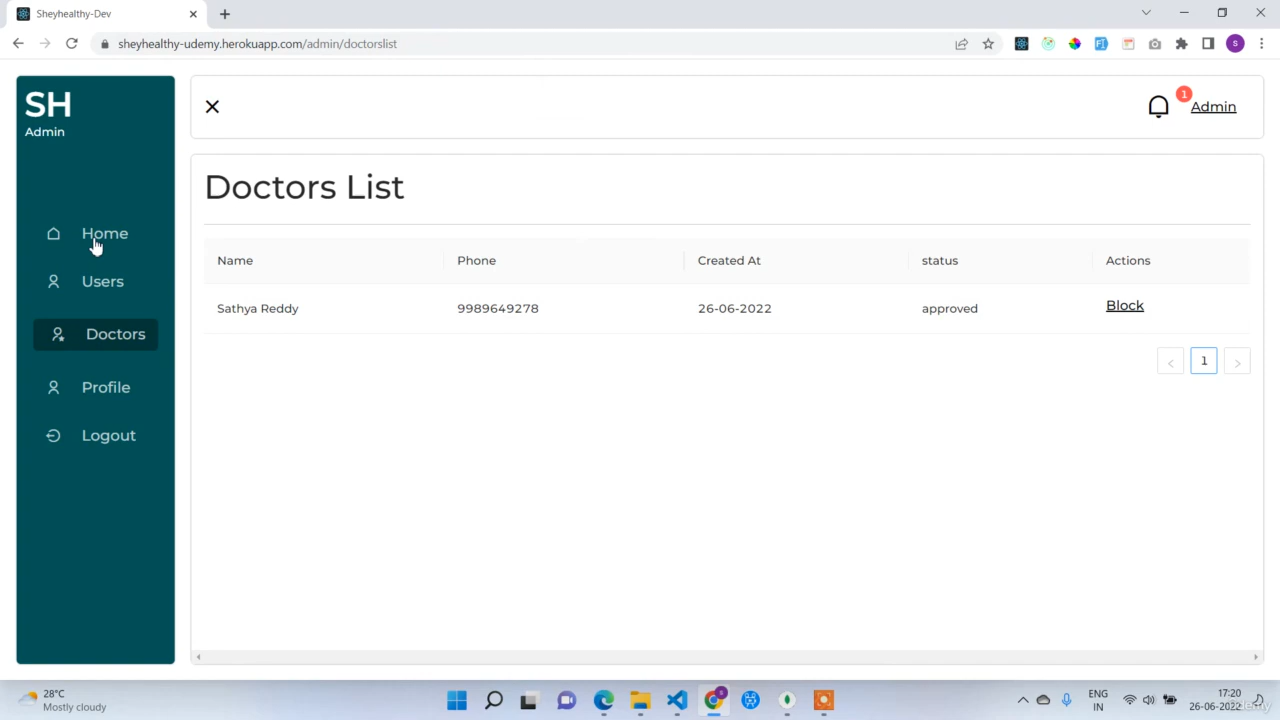 Sheyhealthy-Dev
sheyhealthy-udemy.herokuapp.com/admin/doctorslist
S
SH
Admin
1
Admin
Home
Users
Doctors
Profile
Logout
Doctors List
Name Phone Created At status Actions
Sathya Reddy 9989649278 26-06-2022 approved Block
< 1 >
28°C
Mostly cloudy
ENG
IN
17:20
26-06-2022
udemy